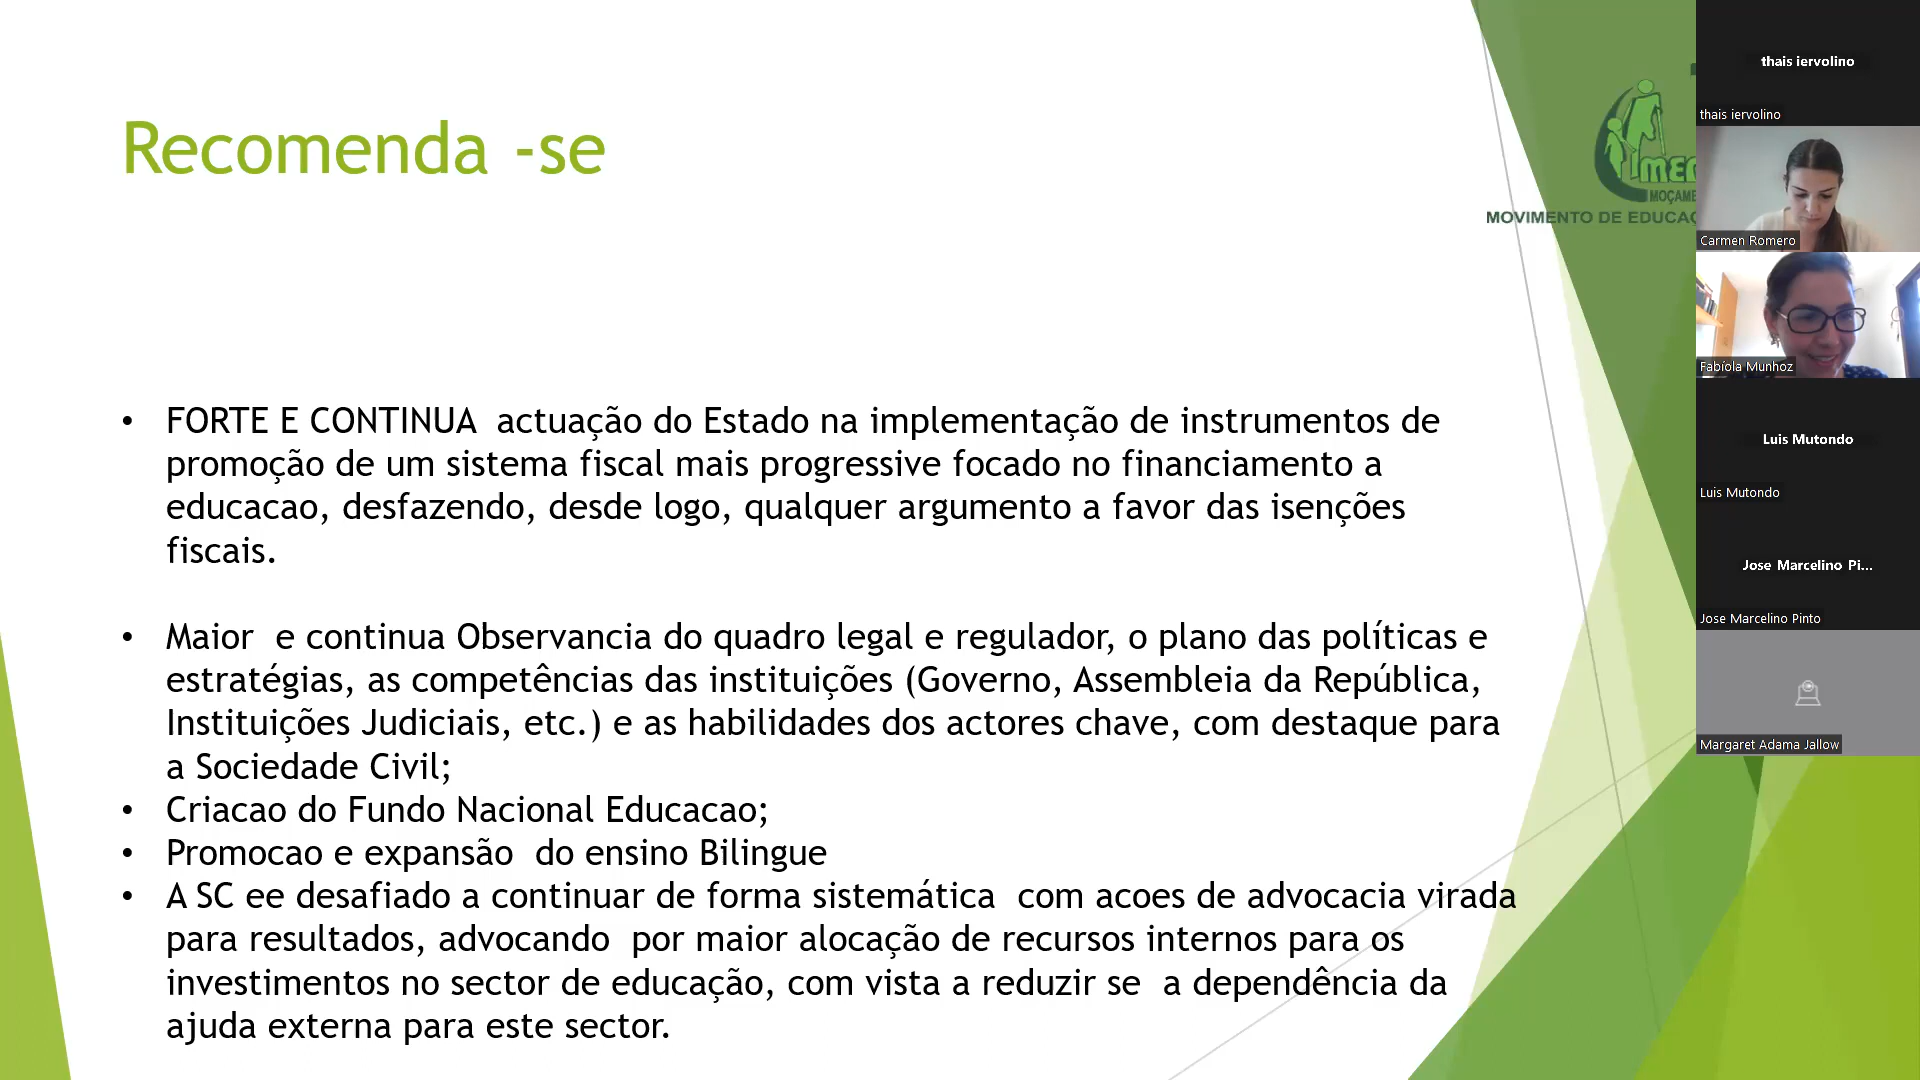 Recomenda -se
MOÇAMB
MOVIMENTO DE EDUCAÇ
• FORTE E CONTINUA actuação do Estado na implementação de instrumentos de
promoção de um sistema fiscal mais progressive focado no financiamento a
educacao, desfazendo, desde logo, qualquer argumento a favor das isenções
fiscais.
• Maior e continua Observancia do quadro legal e regulador, o plano das políticas e
estratégias, as competências das instituições (Governo, Assembleia da República,
Instituições Judiciais, etc.) e as habilidades dos actores chave, com destaque para
a Sociedade Civil;
• Criacao do Fundo Nacional Educacao;
• Promocao e expansão do ensino Bilingue
• A SC ee desafiado a continuar de forma sistemática com acoes de advocacia virada
para resultados, advocando por maior alocação de recursos internos para os
investimentos no sector de educação, com vista a reduzir se a dependência da
ajuda externa para este sector.
thais iervolino
thais iervolino
Carmen Romero
Fabíola Munhoz
Luis Mutondo
Luis Mutondo
Jose Marcelino Pi...
Jose Marcelino Pinto
Margaret Adama Jallow